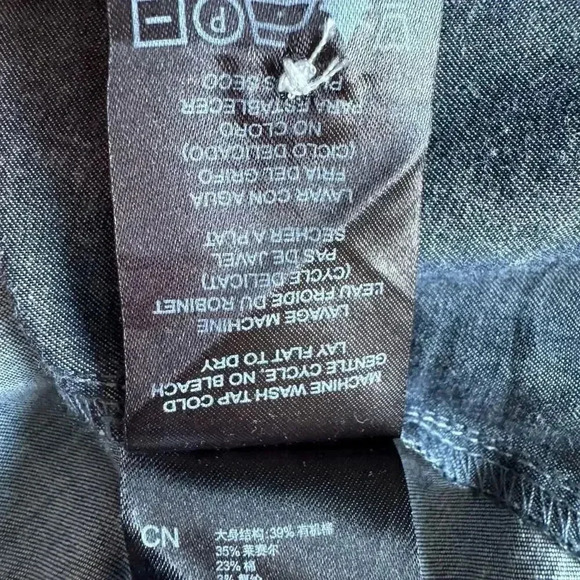 MACHINE WASH TAP COLD
GENTLE CYCLE, NO BLEACH
LAY FLAT TO DRY
LAVAGE MACHINE
L'EAU FROIDE DU ROBINET
(CYCLE DELICAT)
PAS DE JAVEL
SECHER A PLAT
LAVAR CON AGUA
FRIA DEL GRIFO
(CICLO DELICADO)
NO CLORO
PARA ESTABLECER
P
CN
大身结构: 39% 有机棉
35% 莱赛尔
23% 棉